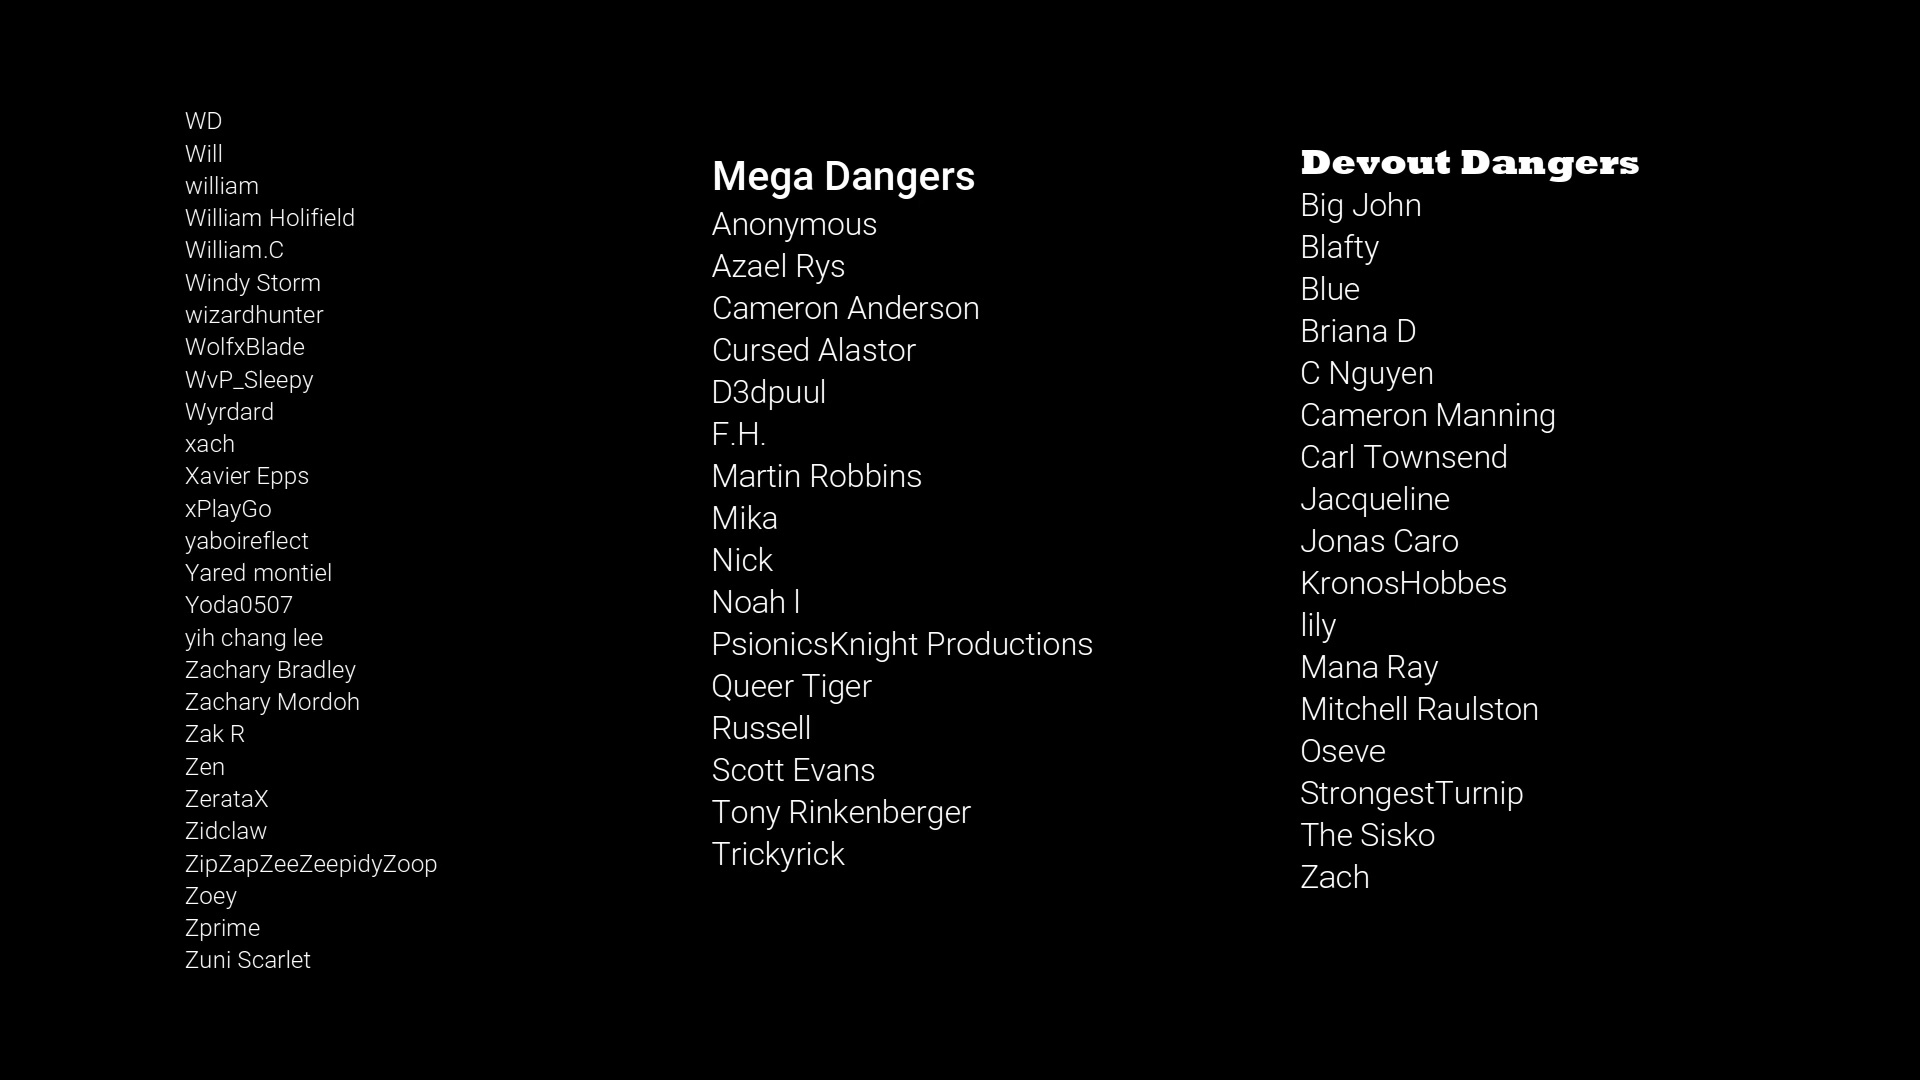 WD
Will
william
William Holifield
William.C
Windy Storm
wizardhunter
WolfxBlade
WvP_Sleepy
Wyrdard
xach
Xavier Epps
xPlayGo
yaboireflect
Yared montiel
Yoda0507
yih chang lee
Zachary Bradley
Zachary Mordoh
Zak R
Zen
ZerataX
Zidclaw
ZipZapZeeZeepidyZoop
Zoey
Zprime
Zuni Scarlet
Mega Dangers
Anonymous
Azael Rys
Cameron Anderson
Cursed Alastor
D3dpuul
F.H.
Martin Robbins
Mika
Nick
Noah l
PsionicsKnight Productions
Queer Tiger
Russell
Scott Evans
Tony Rinkenberger
Trickyrick
Devout Dangers
Big John
Blafty
Blue
Briana D
C Nguyen
Cameron Manning
Carl Townsend
Jacqueline
Jonas Caro
KronosHobbes
lily
Mana Ray
Mitchell Raulston
Oseve
StrongestTurnip
The Sisko
Zach